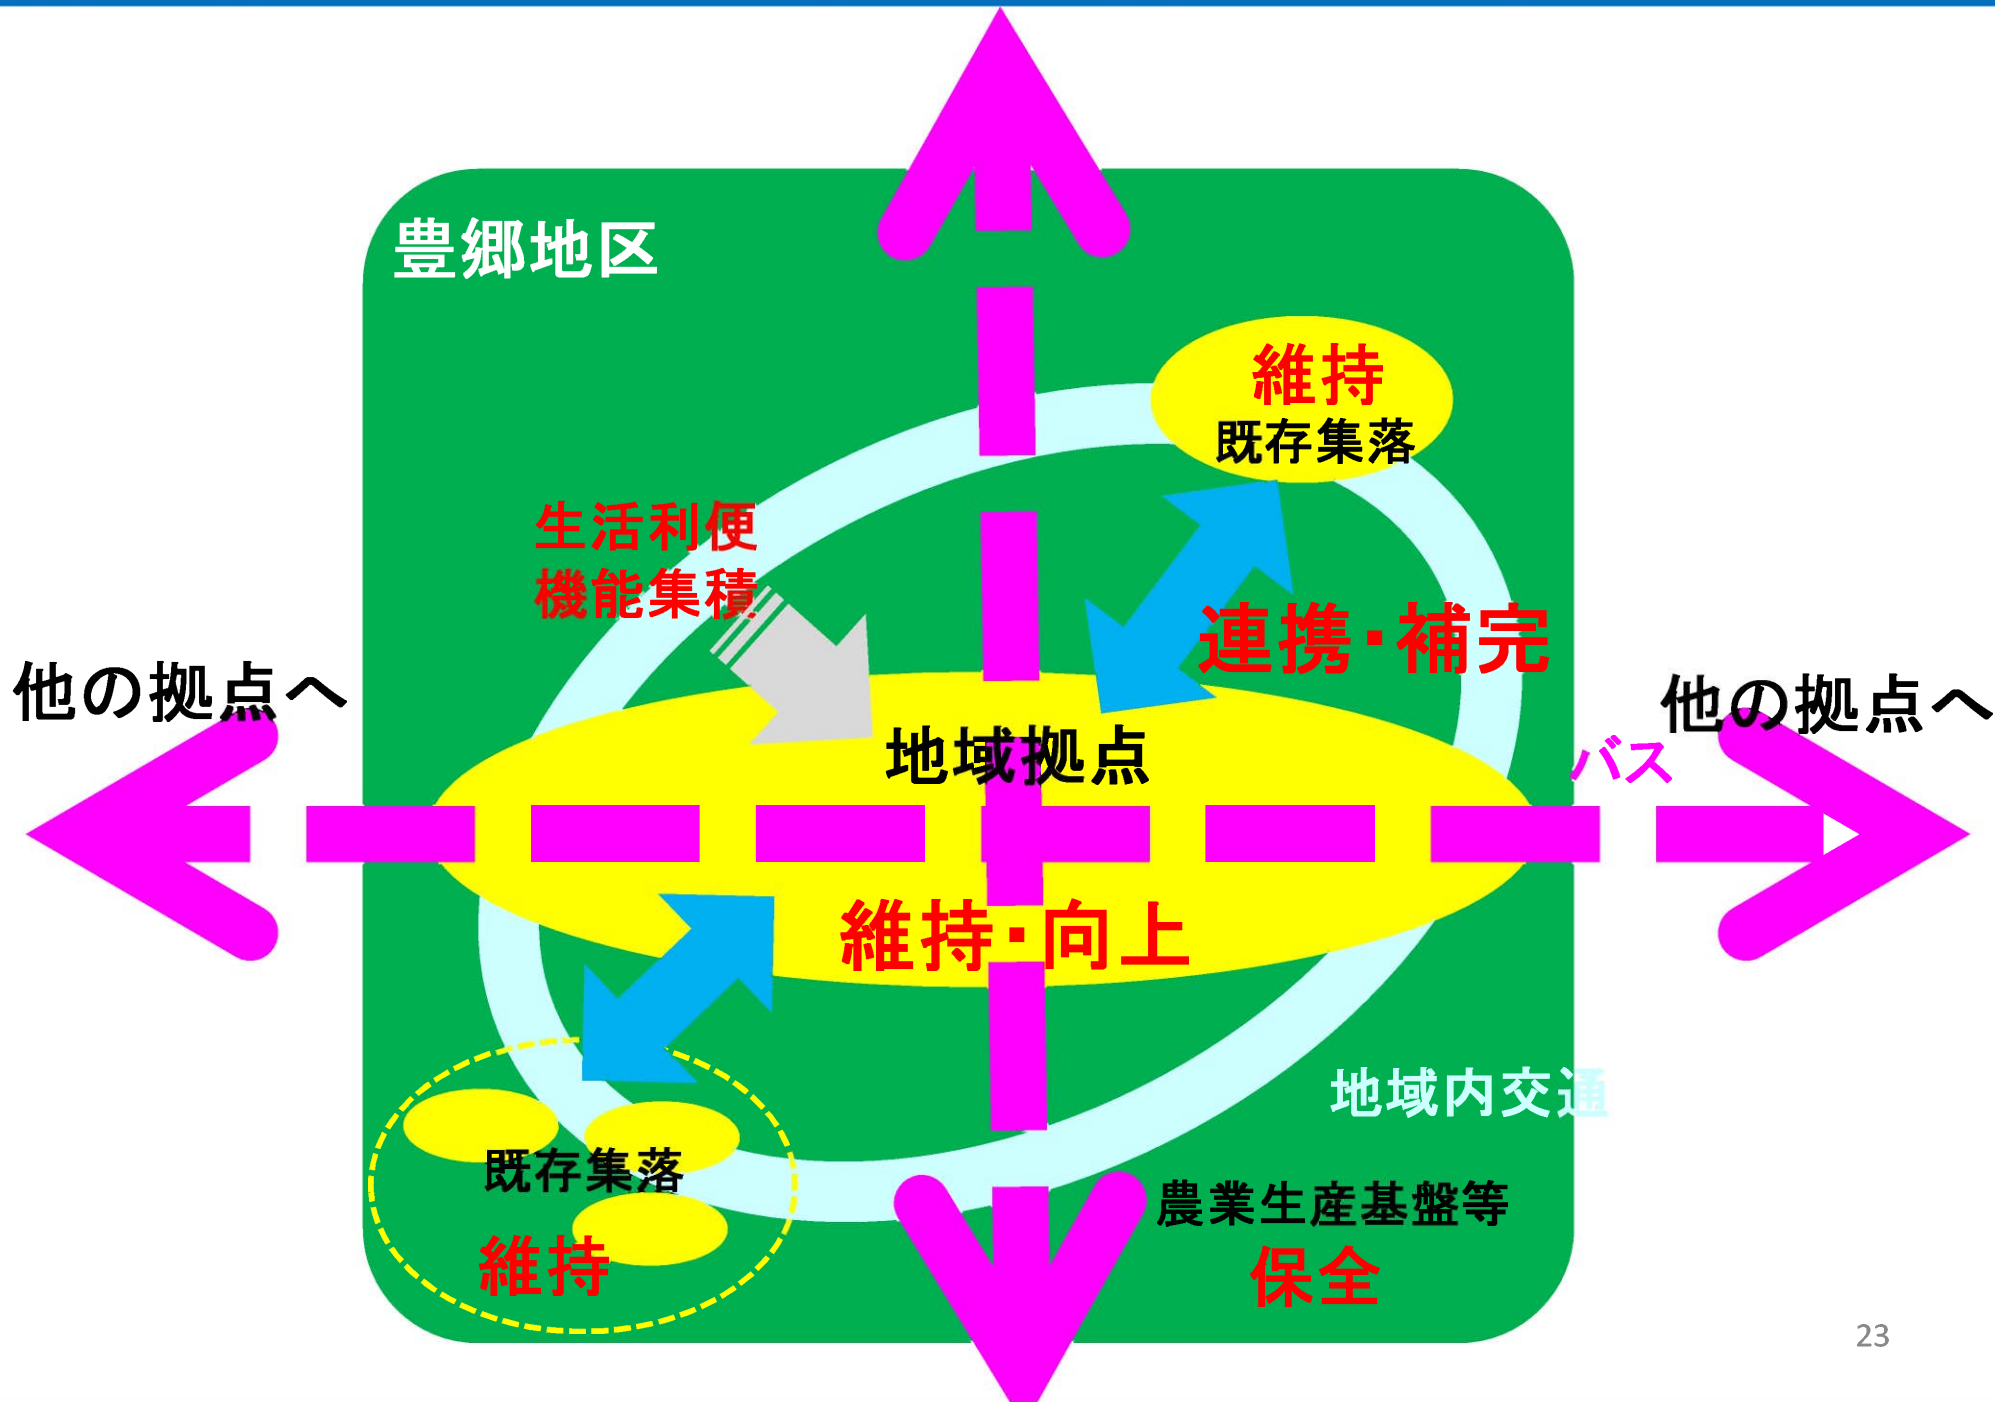 豊郷地区
維持
既存集落
生活利便
機能集積
連携・補完
他の拠点へ
他の拠点へ
バス
地域拠点
維持・向上
地域内交通
既存集落
維持
農業生産基盤等
保全
23